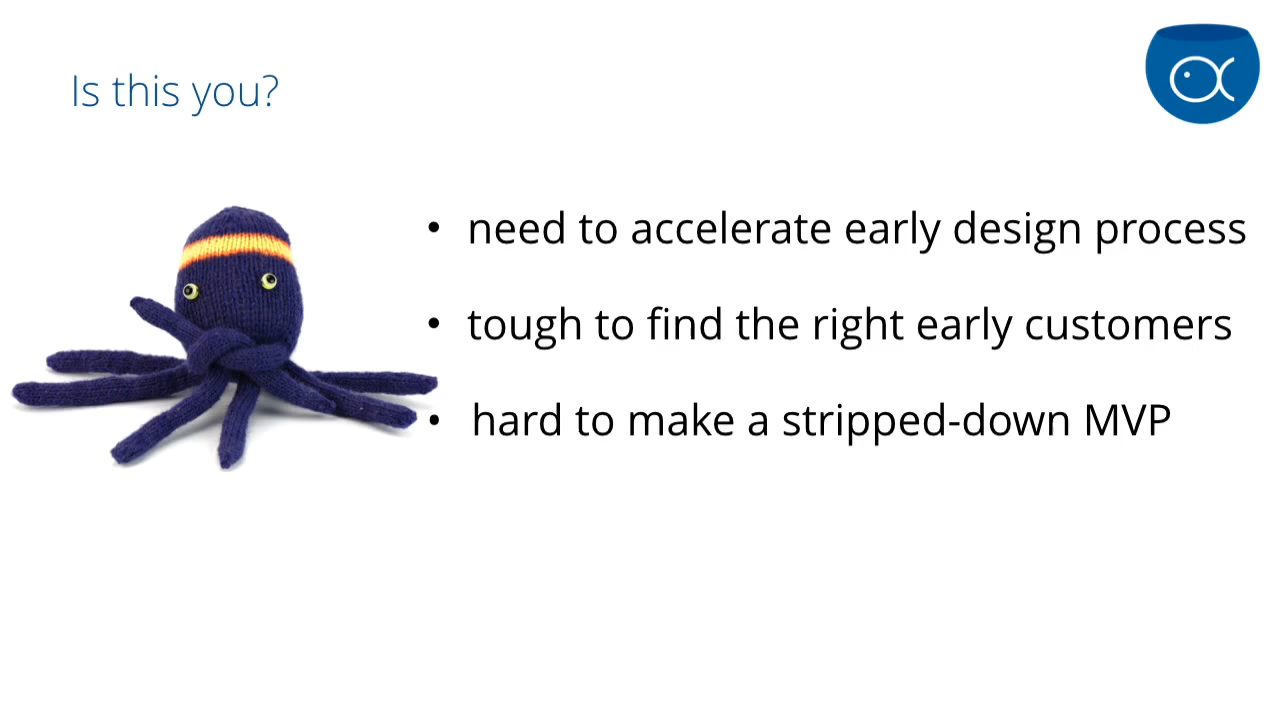 Is this you?
• need to accelerate early design process
• tough to find the right early customers
• hard to make a stripped-down MVP